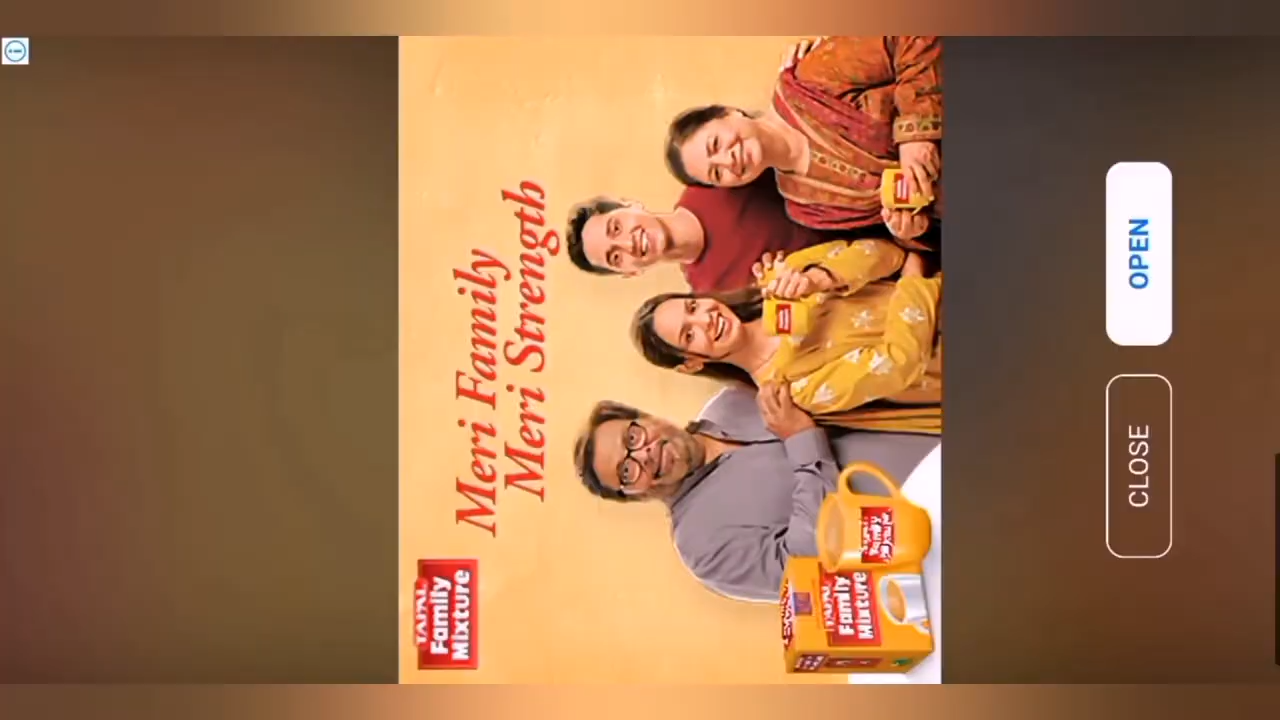 TAPAL
Family
Mixture
Meri Family
Meri Strength
TAPAL
Family
Mixture
OPEN
CLOSE